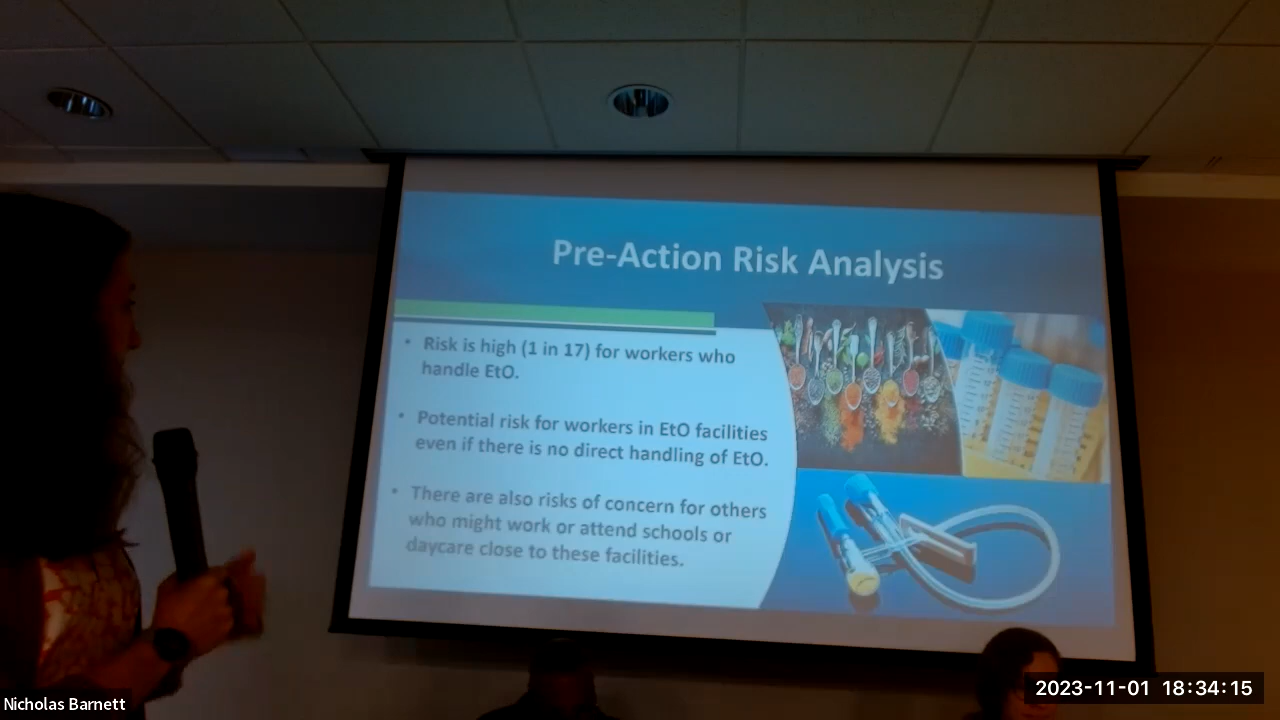 Pre-Action Risk Analysis
• Risk is high (1 in 17) for workers who
handle EtO.
• Potential risk for workers in EtO facilities
even if there is no direct handling of EtO.
• There are also risks of concern for others
who might work or attend schools or
daycare close to these facilities.
Nicholas Barnett
2023-11-01 18:34:15